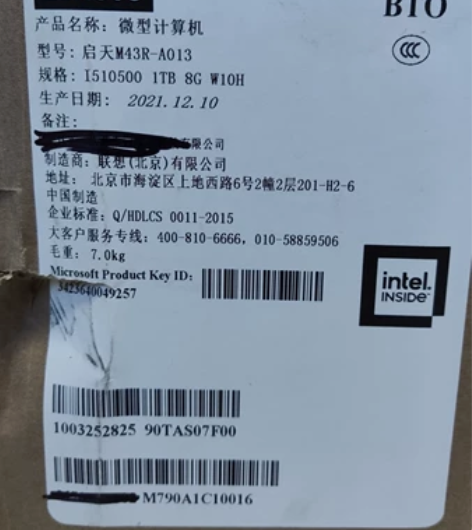 BTO
产品名称: 微型计算机
型号: 启天M43R-A013
CCC
规格: I510500 1TB 8G W10H
生产日期: 2021.12.10
备注:
有限公司
制造商: 联想(北京)有限公司
地址: 北京市海淀区上地西路6号2幢2层201-H2-6
中国制造
企业标准: Q/HDLCS 0011-2015
大客户服务专线: 400-810-6666, 010-58859506
毛重: 7.0kg
Microsoft Product Key ID:
3423640049257
intel.
INSIDE™
1003252825 90TAS07F00
M790A1C10016